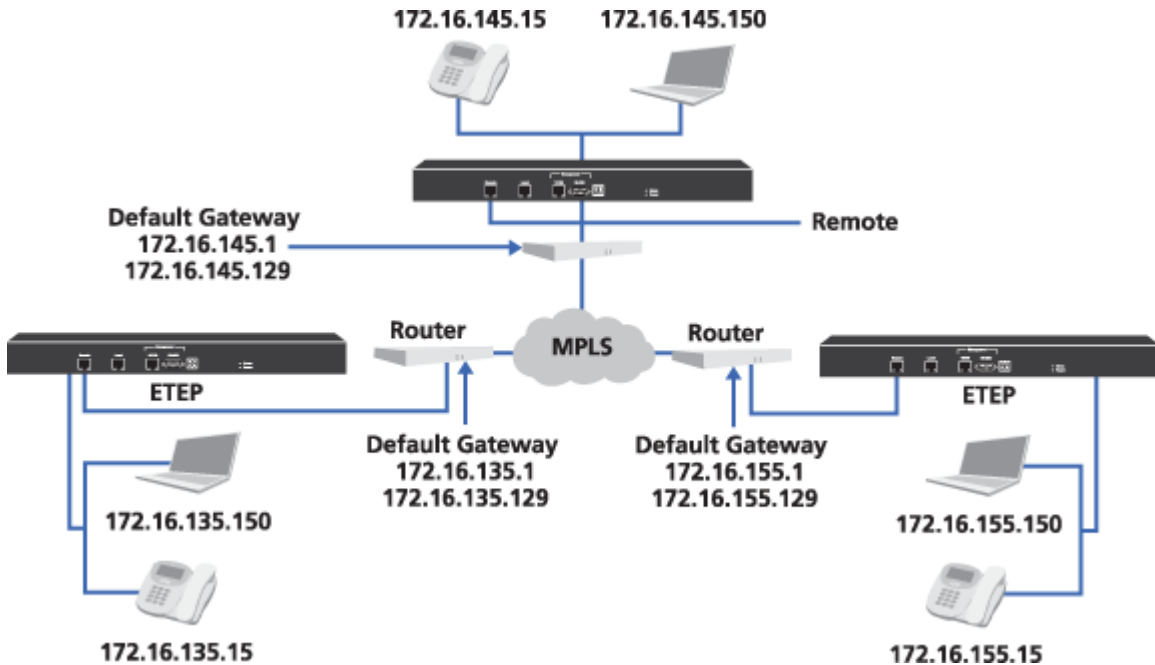 172.16.145.15
172.16.145.150
Default Gateway
172.16.145.1
172.16.145.129
Remote
Router
MPLS
Router
ETEP
ETEP
Default Gateway
172.16.135.1
172.16.135.129
Default Gateway
172.16.155.1
172.16.155.129
172.16.135.150
172.16.155.150
172.16.135.15
172.16.155.15